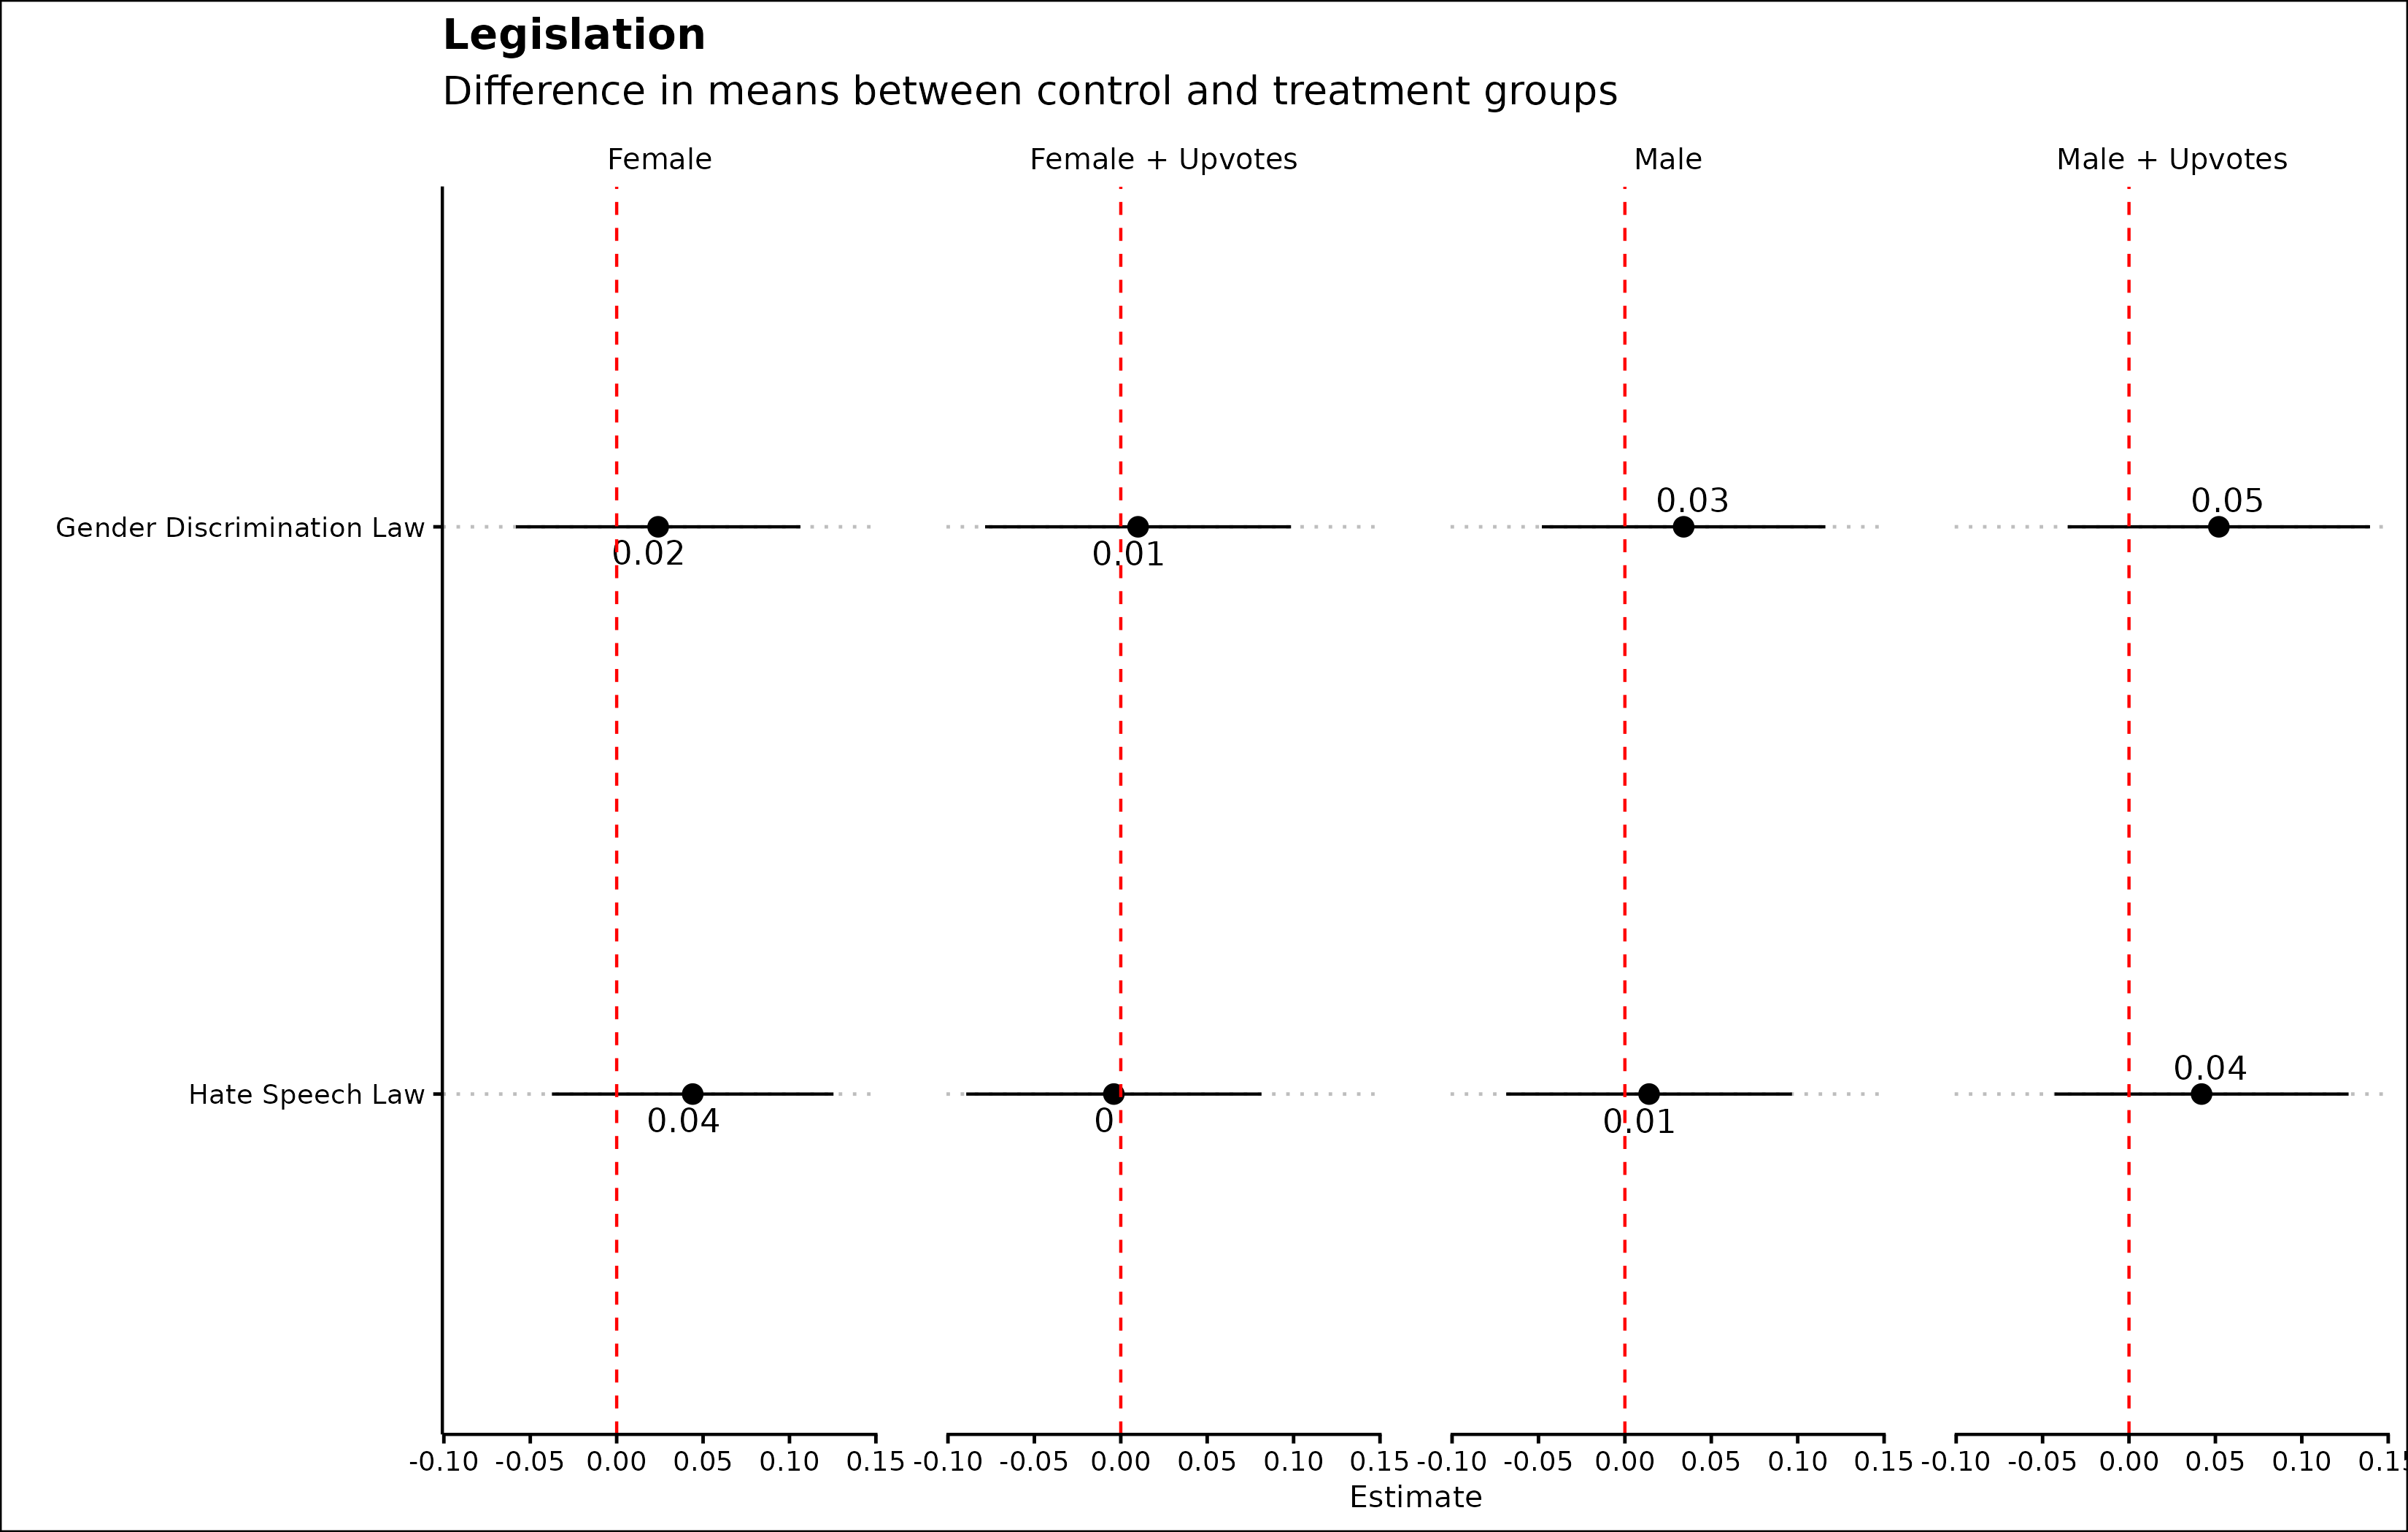 Legislation
Difference in means between control and treatment groups
Female Female + Upvotes Male Male + Upvotes
0.03 0.05
Gender Discrimination Law
0.02 0.01
0.04
Hate Speech Law
0.04 0 0.01
-0.10 -0.05 0.00 0.05 0.10 0.15 -0.10 -0.05 0.00 0.05 0.10 0.15 -0.10 -0.05 0.00 0.05 0.10 0.15 -0.10 -0.05 0.00 0.05 0.10
Estimate